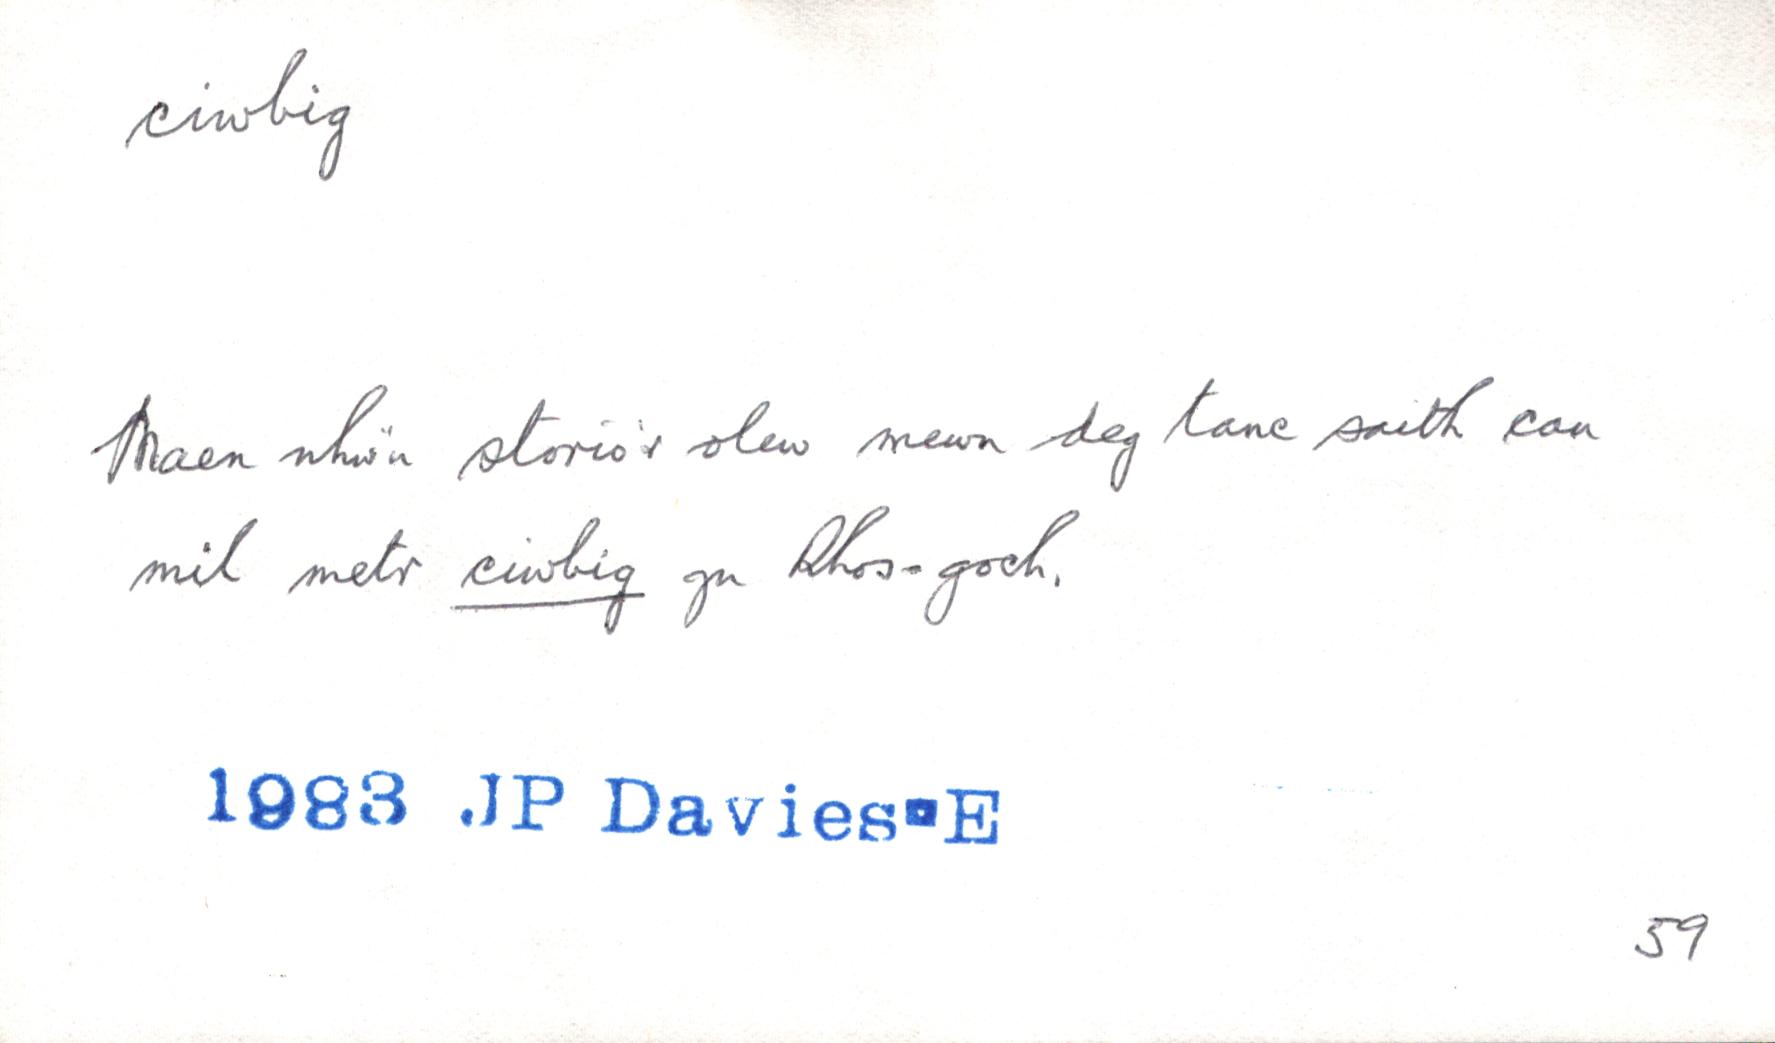 ciwbig
Maen nhw'n storio'r olew mewn deg tanc saith can
mil metr ciwbig yn Rhos-goch.
1983 JP Davies-E
59